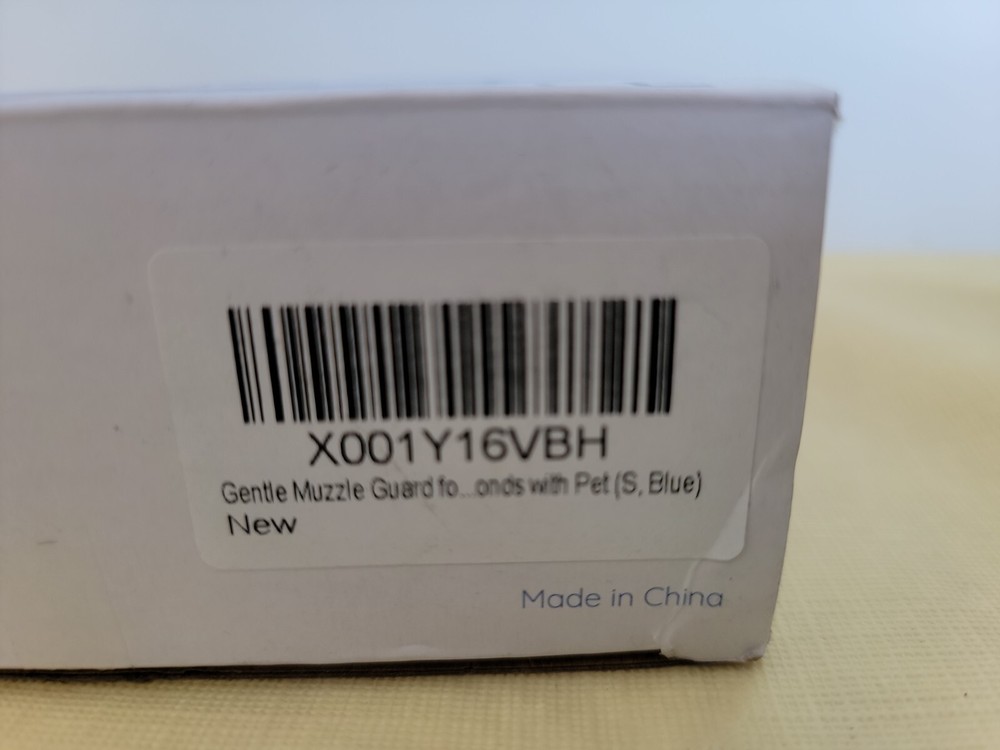 X001Y16VBH
Gentle Muzzle Guard fo...onds with Pet (S, Blue)
New
Made in China